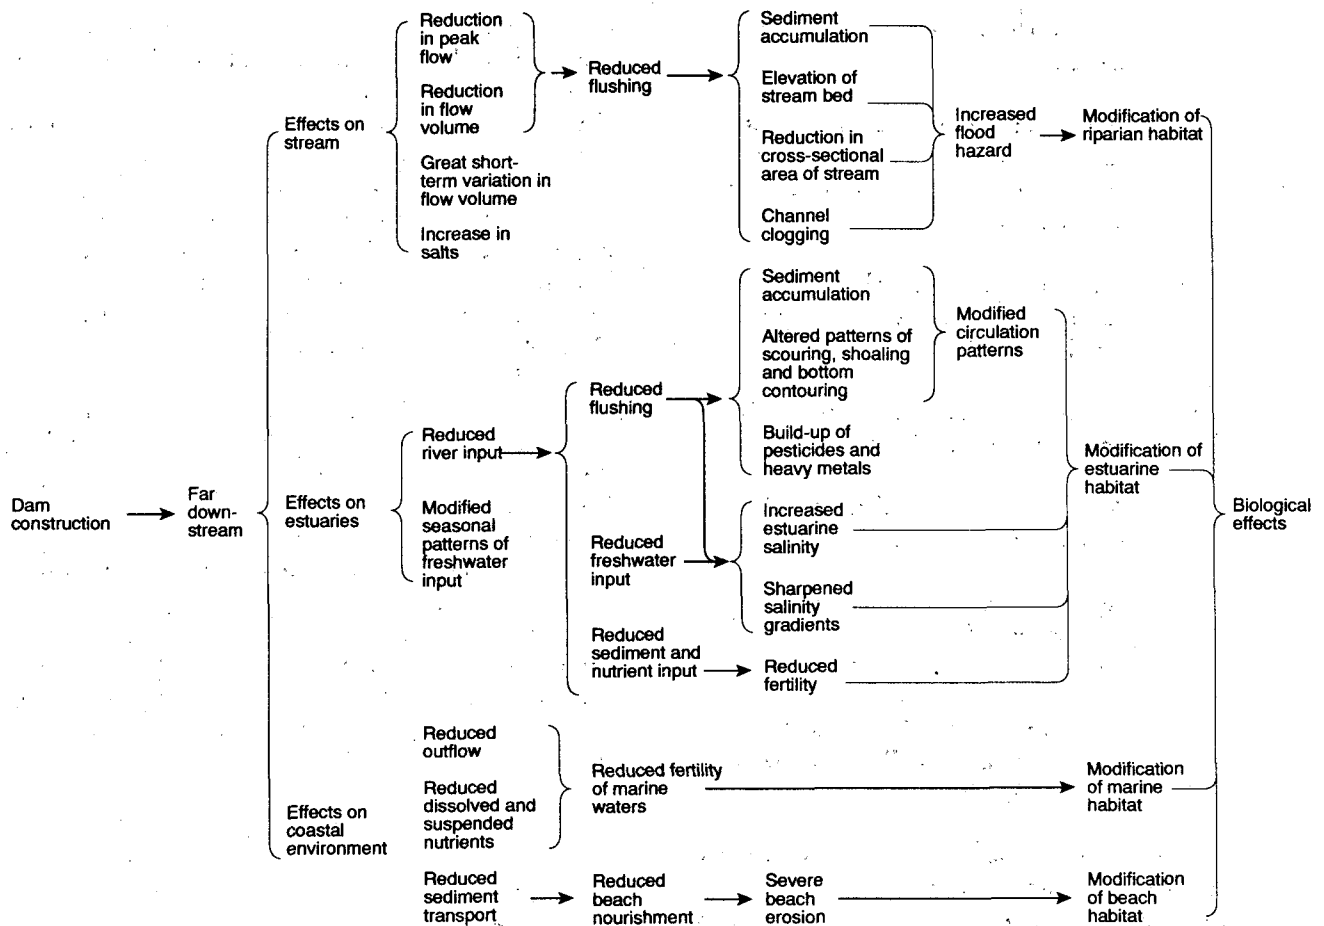 Dam
construction
Far
down-
stream
Effects on
stream
Reduction
in peak
flow
Reduction
in flow
volume
Great short-
term variation in
flow volume
Increase in
salts
Reduced
flushing
Sediment
accumulation
Elevation of
stream bed
Reduction in
cross-sectional
area of stream
Channel
clogging
Increased
flood
hazard
Modification of
riparian habitat
Effects on
estuaries
Reduced
river input
Modified
seasonal
patterns of
freshwater
input
Reduced
flushing
Sediment
accumulation
Altered patterns of
scouring, shoaling
and bottom
contouring
Build-up of
pesticides and
heavy metals
Modified
circulation
patterns
Reduced
freshwater
input
Increased
estuarine
salinity
Sharpened
salinity
gradients
Reduced
sediment and
nutrient input
Reduced
fertility
Modification of
estuarine
habitat
Effects on
coastal
environment
Reduced
outflow
Reduced
dissolved and
suspended
nutrients
Reduced fertility
of marine
waters
Modification
of marine
habitat
Reduced
sediment
transport
Reduced
beach
nourishment
Severe
beach
erosion
Modification
of beach
habitat
Biological
effects